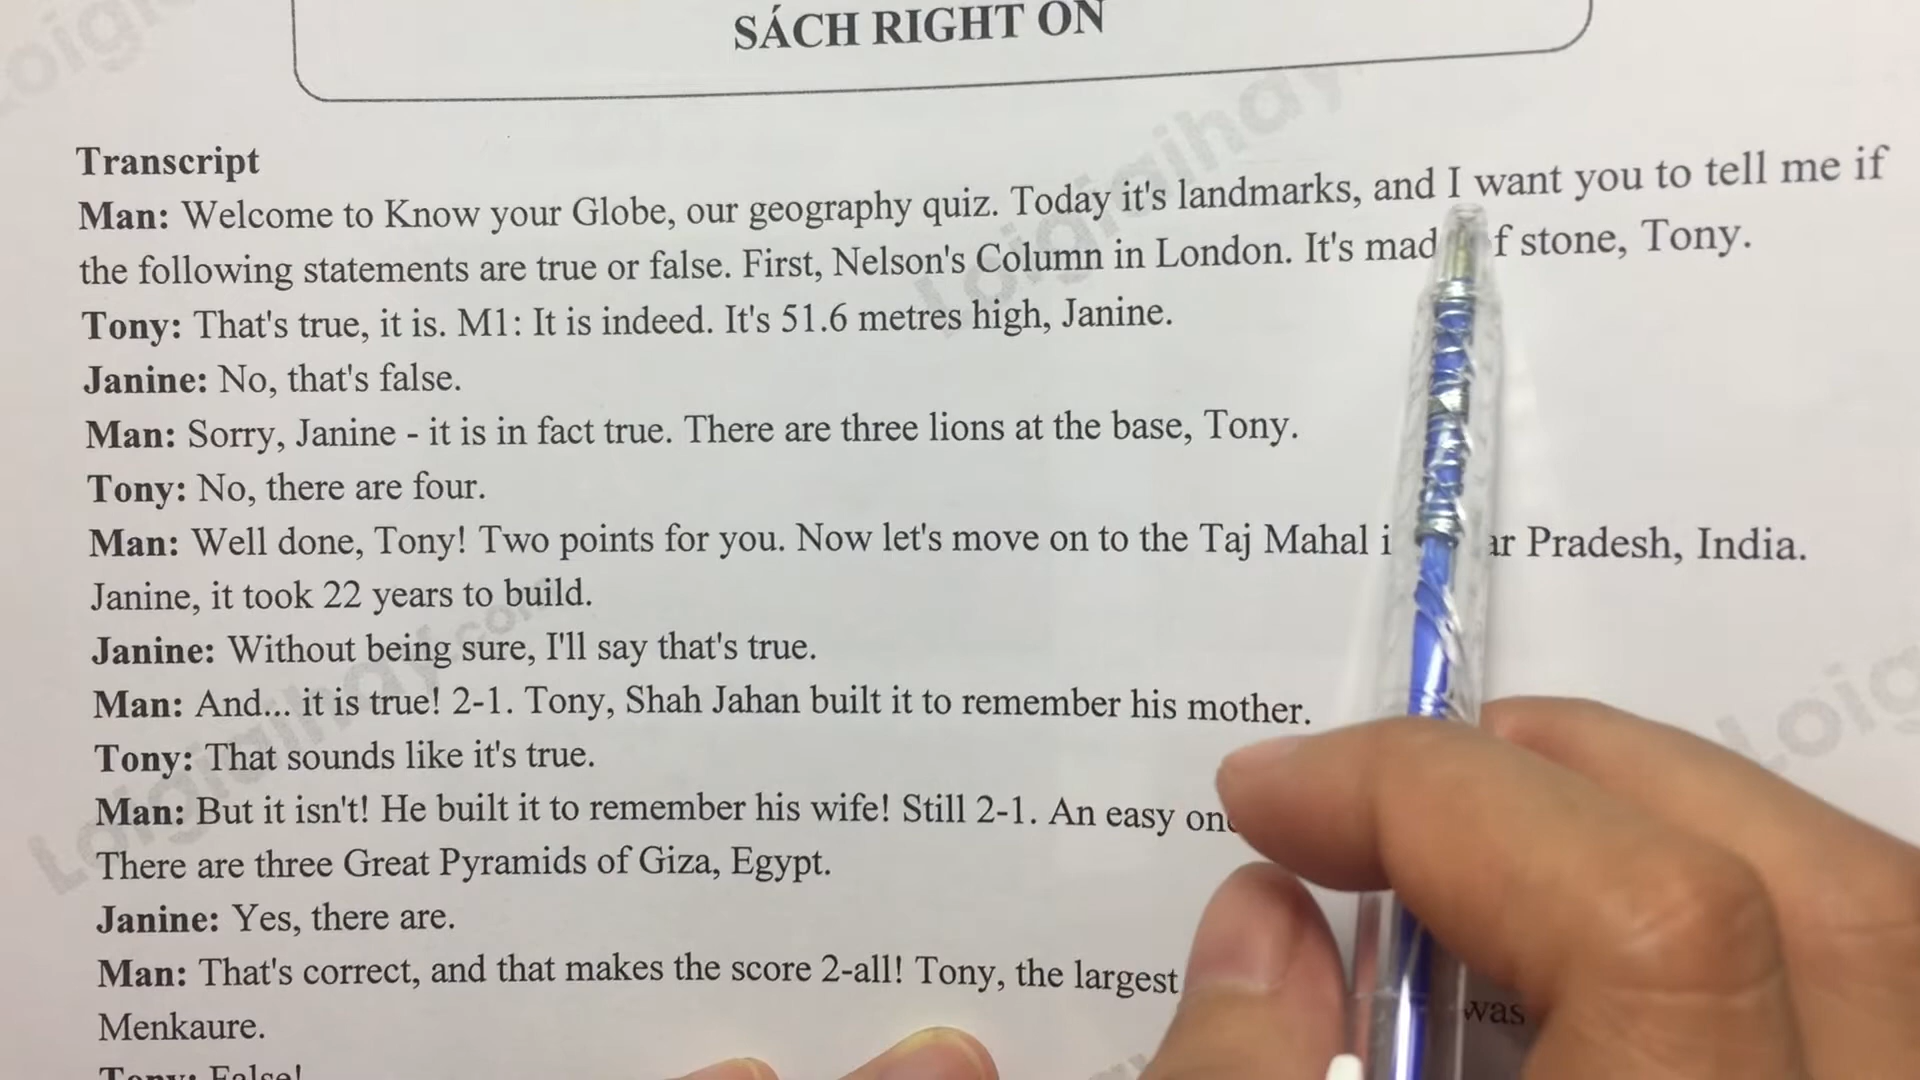 SÁCH RIGHT ON
Transcript
Man: Welcome to Know your Globe, our geography quiz. Today it's landmarks, and I want you to tell me if
the following statements are true or false. First, Nelson's Column in London. It's mad f stone, Tony.
Tony: That's true, it is. M1: It is indeed. It's 51.6 metres high, Janine.
Janine: No, that's false.
Man: Sorry, Janine - it is in fact true. There are three lions at the base, Tony.
Tony: No, there are four.
Man: Well done, Tony! Two points for you. Now let's move on to the Taj Mahal i ar Pradesh, India.
Janine, it took 22 years to build.
Janine: Without being sure, I'll say that's true.
Man: And... it is true! 2-1. Tony, Shah Jahan built it to remember his mother.
Tony: That sounds like it's true.
Man: But it isn't! He built it to remember his wife! Still 2-1. An easy one
There are three Great Pyramids of Giza, Egypt.
Janine: Yes, there are.
Man: That's correct, and that makes the score 2-all! Tony, the largest was
Menkaure.
Tony: False!
Loigiaihay.com